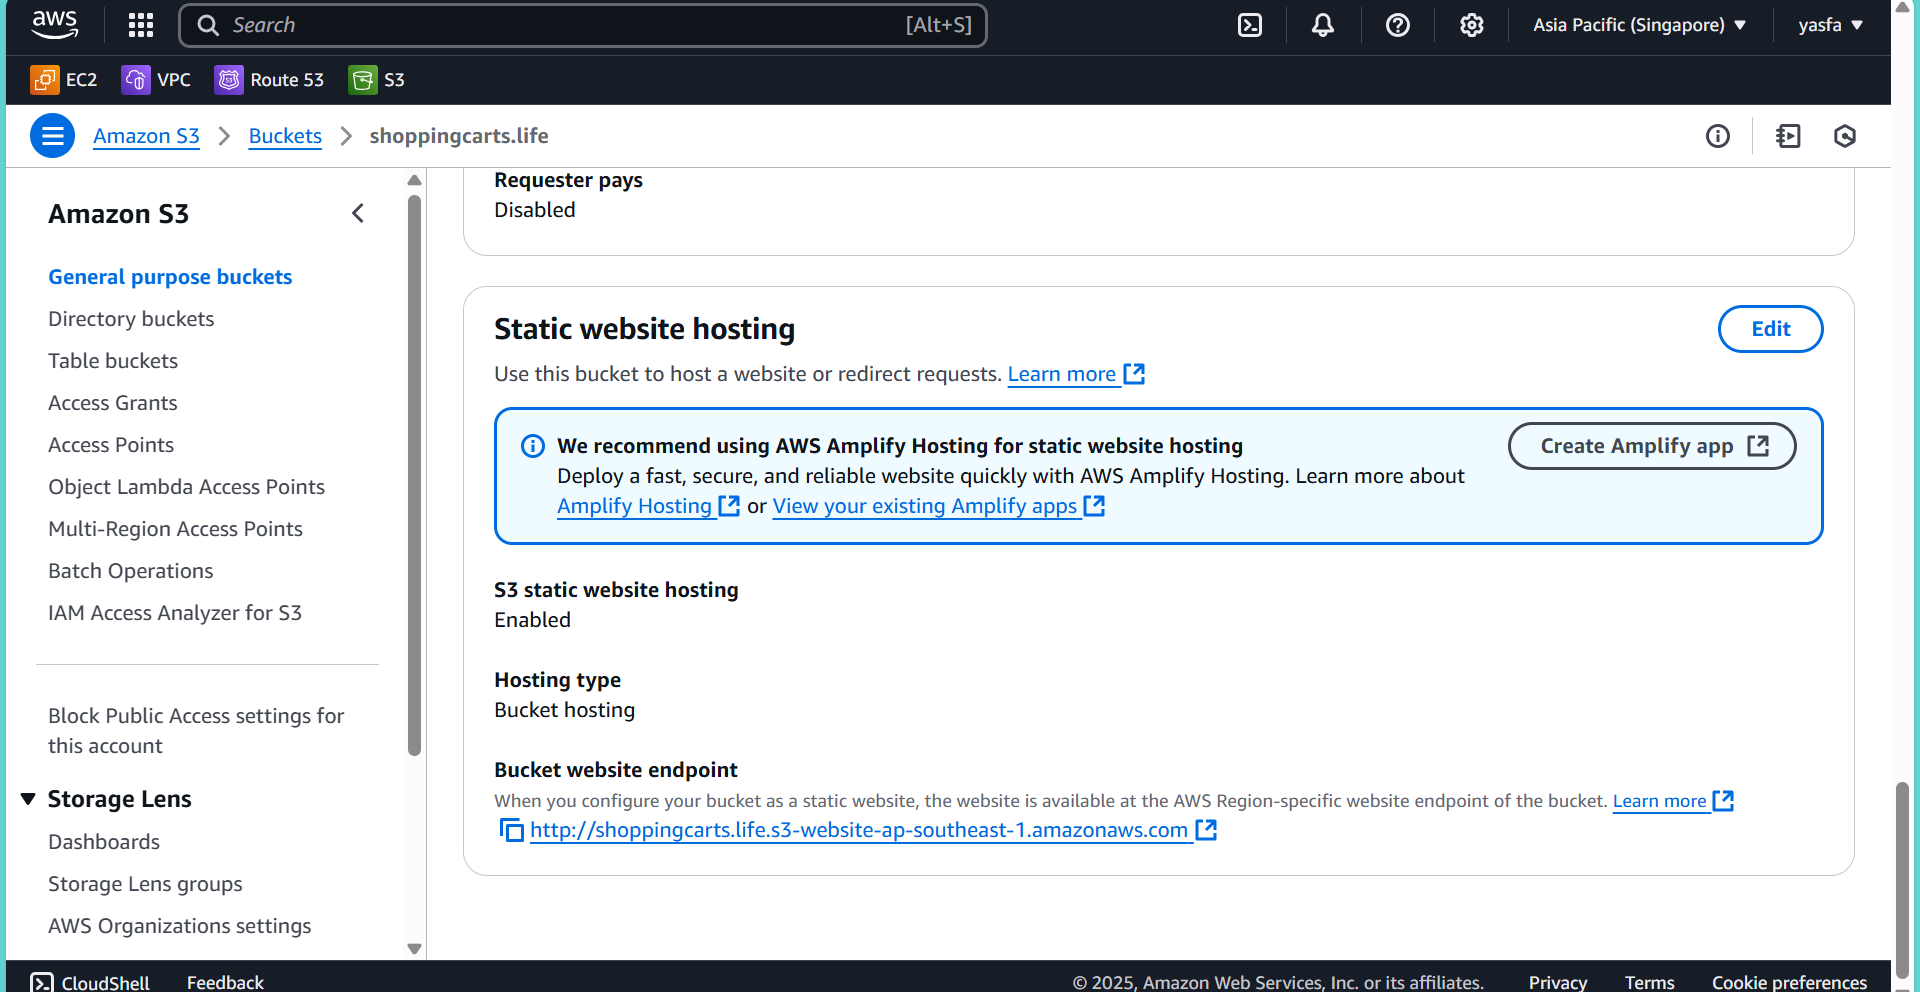 aws
Search
[Alt+S]
Asia Pacific (Singapore)
yasfa
EC2
VPC
Route 53
S3
Amazon S3
Buckets
shoppingcarts.life
Amazon S3
General purpose buckets
Directory buckets
Table buckets
Access Grants
Access Points
Object Lambda Access Points
Multi-Region Access Points
Batch Operations
IAM Access Analyzer for S3
Block Public Access settings for
this account
Storage Lens
Dashboards
Storage Lens groups
AWS Organizations settings
Requester pays
Disabled
Static website hosting
Edit
Use this bucket to host a website or redirect requests. Learn more
We recommend using AWS Amplify Hosting for static website hosting
Create Amplify app
Deploy a fast, secure, and reliable website quickly with AWS Amplify Hosting. Learn more about
Amplify Hosting or View your existing Amplify apps
S3 static website hosting
Enabled
Hosting type
Bucket hosting
Bucket website endpoint
When you configure your bucket as a static website, the website is available at the AWS Region-specific website endpoint of the bucket. Learn more
http://shoppingcarts.life.s3-website-ap-southeast-1.amazonaws.com
CloudShell
Feedback
© 2025, Amazon Web Services, Inc. or its affiliates.
Privacy
Terms
Cookie preferences